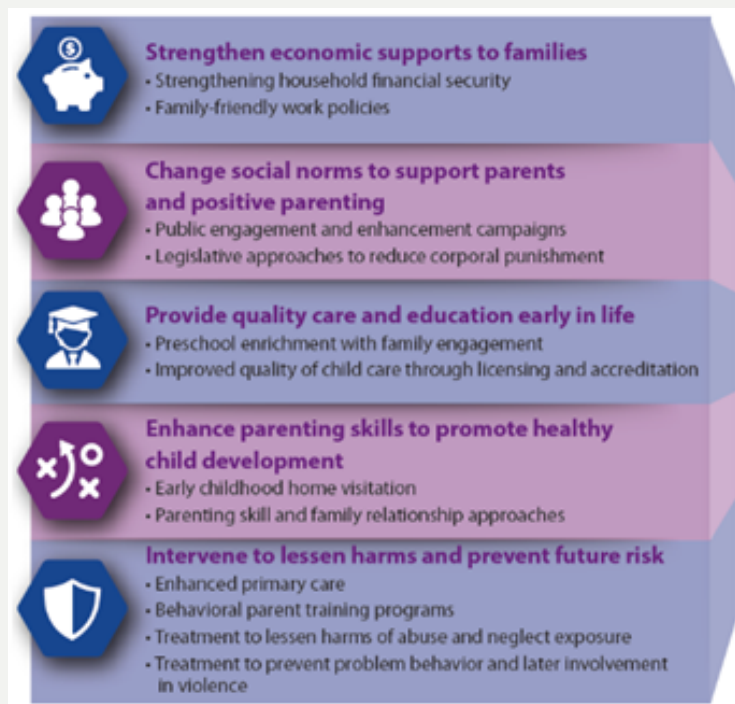 Strengthen economic supports to families
• Strengthening household financial security
• Family-friendly work policies
Change social norms to support parents
and positive parenting
• Public engagement and enhancement campaigns
• Legislative approaches to reduce corporal punishment
Provide quality care and education early in life
• Preschool enrichment with family engagement
• Improved quality of child care through licensing and accreditation
Enhance parenting skills to promote healthy
child development
• Early childhood home visitation
• Parenting skill and family relationship approaches
Intervene to lessen harms and prevent future risk
• Enhanced primary care
• Behavioral parent training programs
• Treatment to lessen harms of abuse and neglect exposure
• Treatment to prevent problem behavior and later involvement
in violence